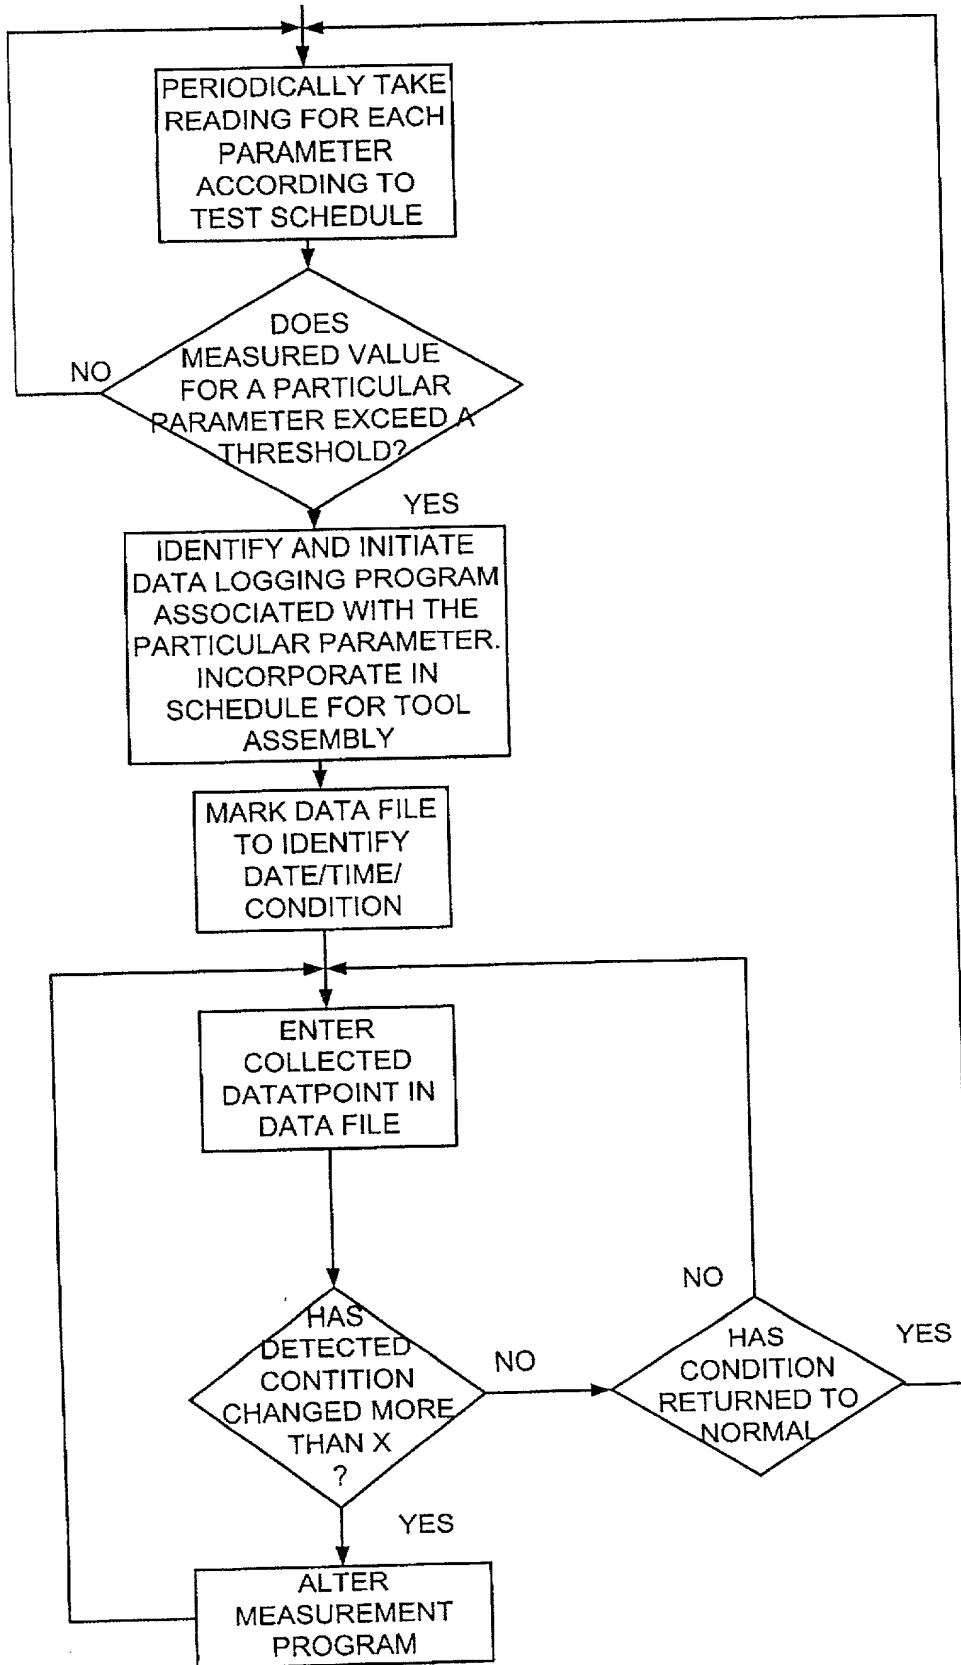 PERIODICALLY TAKE
READING FOR EACH
PARAMETER
ACCORDING TO
TEST SCHEDULE
DOES
MEASURED VALUE
FOR A PARTICULAR
PARAMETER EXCEED A
THRESHOLD?
NO
YES
IDENTIFY AND INITIATE
DATA LOGGING PROGRAM
ASSOCIATED WITH THE
PARTICULAR PARAMETER.
INCORPORATE IN
SCHEDULE FOR TOOL
ASSEMBLY
MARK DATA FILE
TO IDENTIFY
DATE/TIME/
CONDITION
ENTER
COLLECTED
DATATPOINT IN
DATA FILE
HAS
DETECTED
CONTITION
CHANGED MORE
THAN X
?
NO
HAS
CONDITION
RETURNED TO
NORMAL
NO
YES
YES
ALTER
MEASUREMENT
PROGRAM